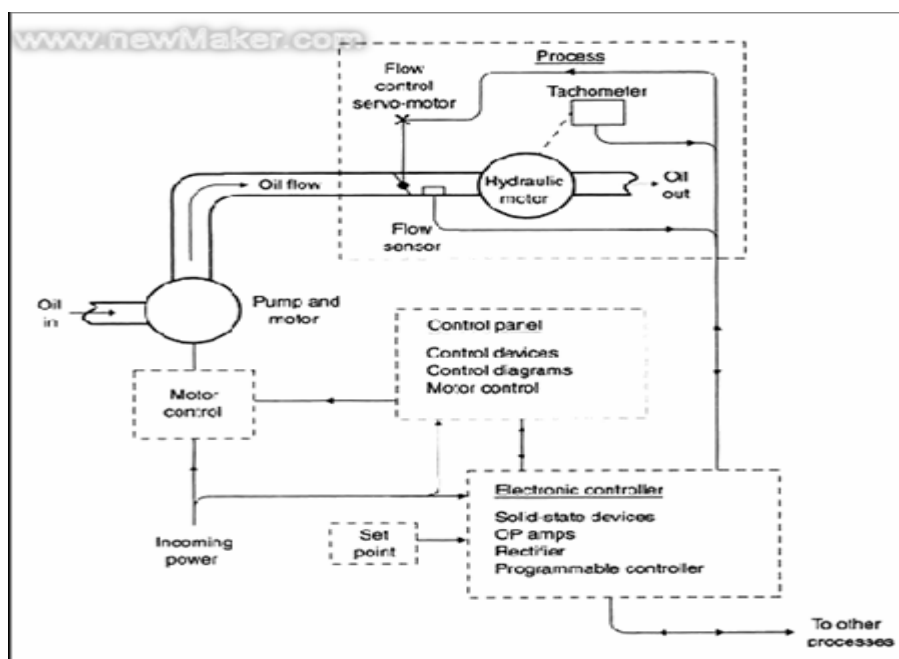 www.newMaker.com
Process
Flow
control
servo-motor
Tachometer
Oil flow
Hydraulic
motor
Oil
out
Flow
sensor
Oil
in
Pump and
motor
Control panel
Control devices
Control diagrams
Motor control
Motor
control
Electronic controller
Solid-state devices
OP amps
Rectifier
Programmable controller
Set
point
Incoming
power
To other
processes